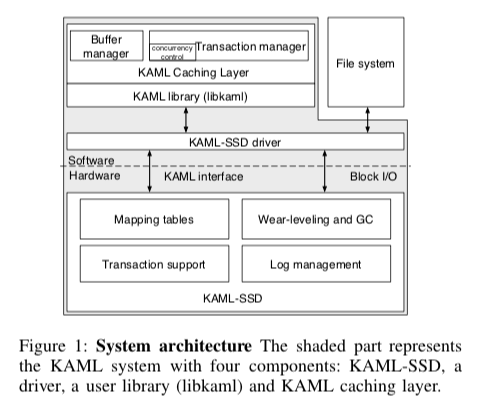 Buffer
manager
concurrency
control
Transaction manager
KAML Caching Layer
KAML library (libkaml)
File system
KAML-SSD driver
Software
Hardware
KAML interface
Block I/O
Mapping tables
Wear-leveling and GC
Transaction support
Log management
KAML-SSD
Figure 1: System architecture The shaded part represents
the KAML system with four components: KAML-SSD, a
driver, a user library (libkaml) and KAML caching layer.